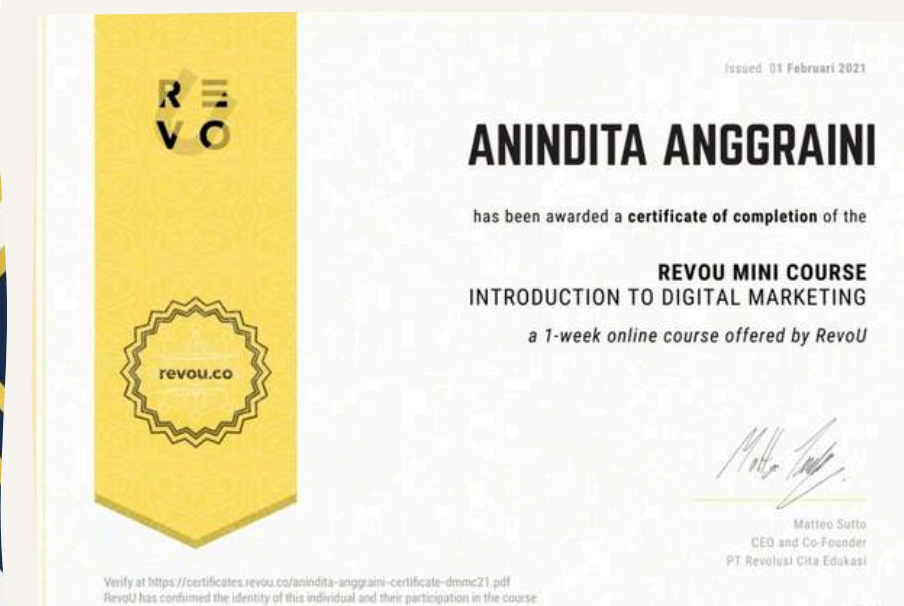 RE
VO
Issued 01 Februari 2021
ANINDITA ANGGRAINI
has been awarded a certificate of completion of the
REVOU MINI COURSE
INTRODUCTION TO DIGITAL MARKETING
a 1-week online course offered by RevoU
revou.co
Matteo Sutto
CEO and Co-Founder
PT Revolusi Cita Edukasi
Verify at https://certificates.revou.co/anindita-anggraini-certificate-dmmc21.pdf
RevoU has confirmed the identity of this individual and their participation in the course